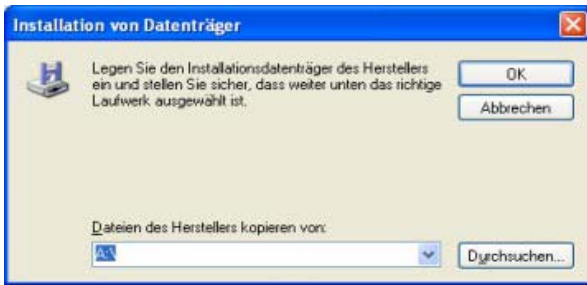 Installation von Datenträger
Legen Sie den Installationsdatenträger des Herstellers
ein und stellen Sie sicher, dass weiter unten das richtige
Laufwerk ausgewählt ist.
OK
Abbrechen
Dateien des Herstellers kopieren von:
A:\
Durchsuchen...